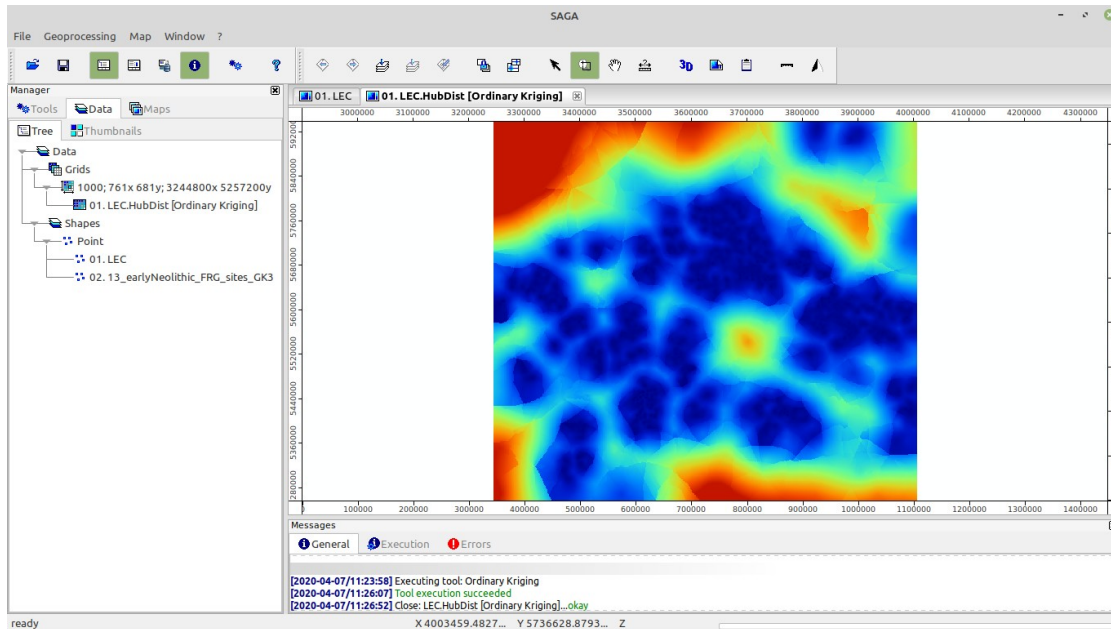 SAGA
File Geoprocessing Map Window ?
3D
Manager
Tools Data Maps
Tree Thumbnails
Data
Grids
1000; 761x 681y; 3244800x 5257200y
01. LEC.HubDist [Ordinary Kriging]
Shapes
Point
01. LEC
02. 13_earlyNeolithic_FRG_sites_GK3
01. LEC 01. LEC.HubDist [Ordinary Kriging]
3000000 3100000 3200000 3300000 3400000 3500000 3600000 3700000 3800000 3900000 4000000 4100000 4200000 4300000
592000
5840000
5760000
5680000
5600000
5520000
5440000
5360000
280000
100000 200000 300000 400000 500000 600000 700000 800000 900000 1000000 1100000 1200000 1300000 1400000
Messages
General Execution Errors
[2020-04-07/11:23:58] Executing tool: Ordinary Kriging
[2020-04-07/11:26:07] Tool execution succeeded
[2020-04-07/11:26:52] Close: LEC.HubDist [Ordinary Kriging]...okay
ready X 4003459.4827... Y 5736628.8793... Z